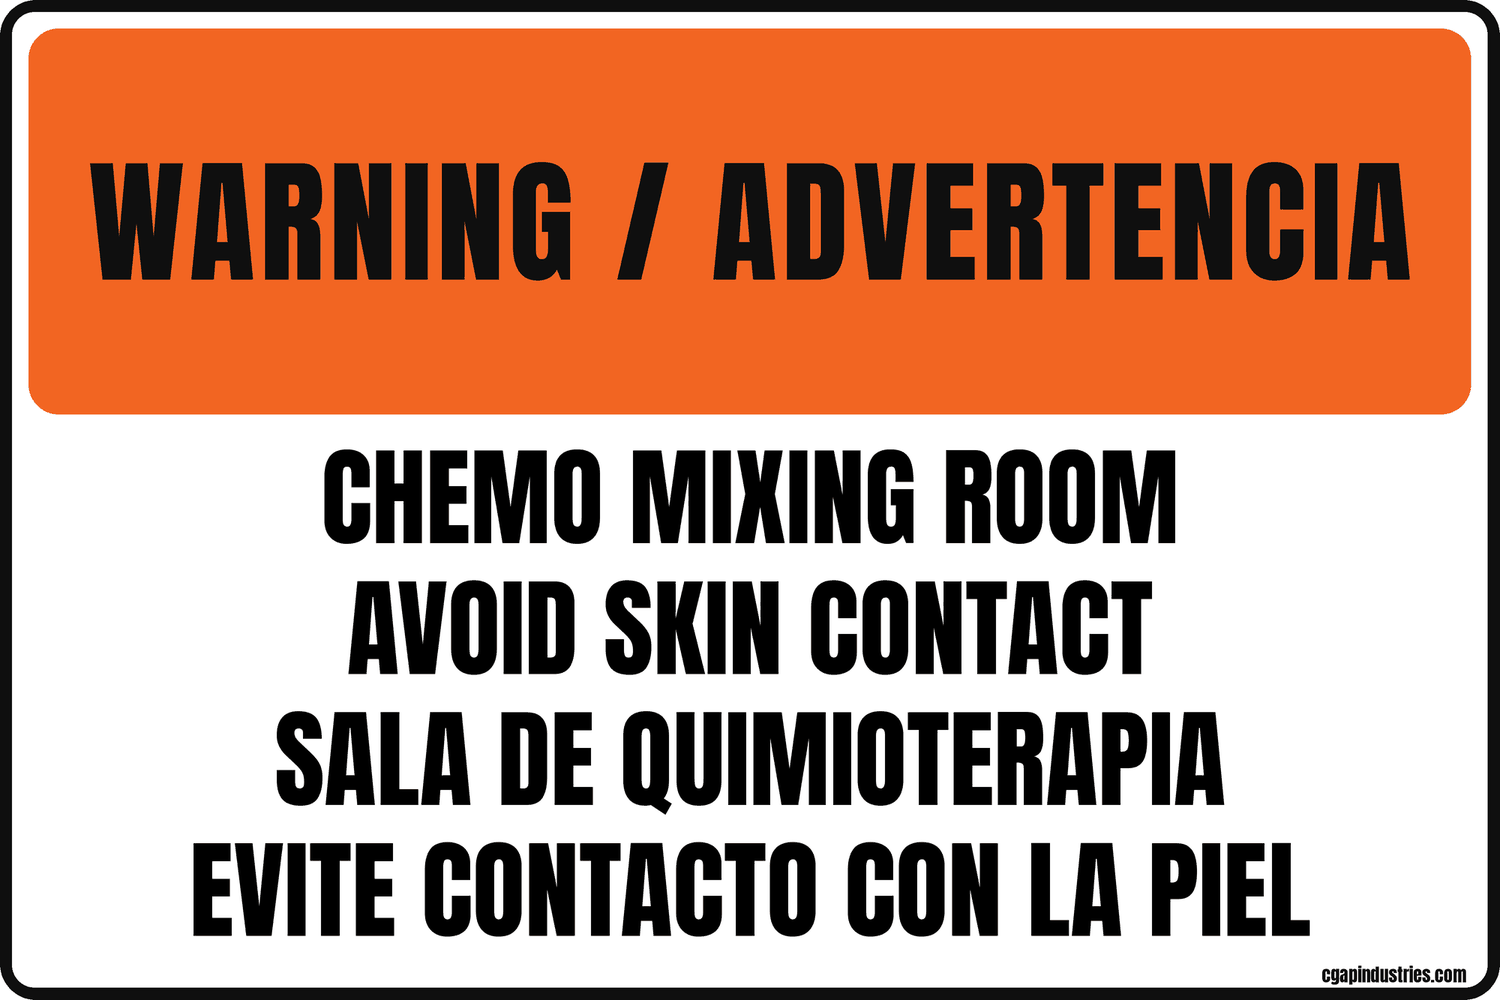 WARNING / ADVERTENCIA
CHEMO MIXING ROOM
AVOID SKIN CONTACT
SALA DE QUIMIOTERAPIA
EVITE CONTACTO CON LA PIEL
cgapindustries.com